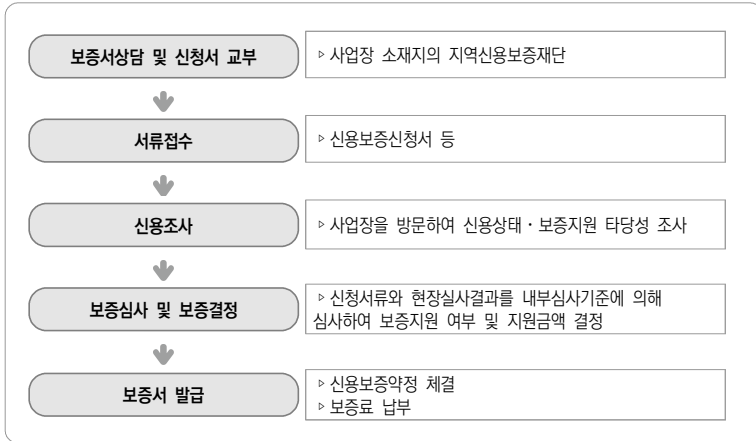 보증서상담 및 신청서 교부
▹사업장 소재지의 지역신용보증재단
서류접수
▹신용보증신청서 등
신용조사
▹사업장을 방문하여 신용상태・보증지원 타당성 조사
보증심사 및 보증결정
▹신청서류와 현장실사결과를 내부심사기준에 의해
심사하여 보증지원 여부 및 지원금액 결정
보증서 발급
▹신용보증약정 체결
▹보증료 납부